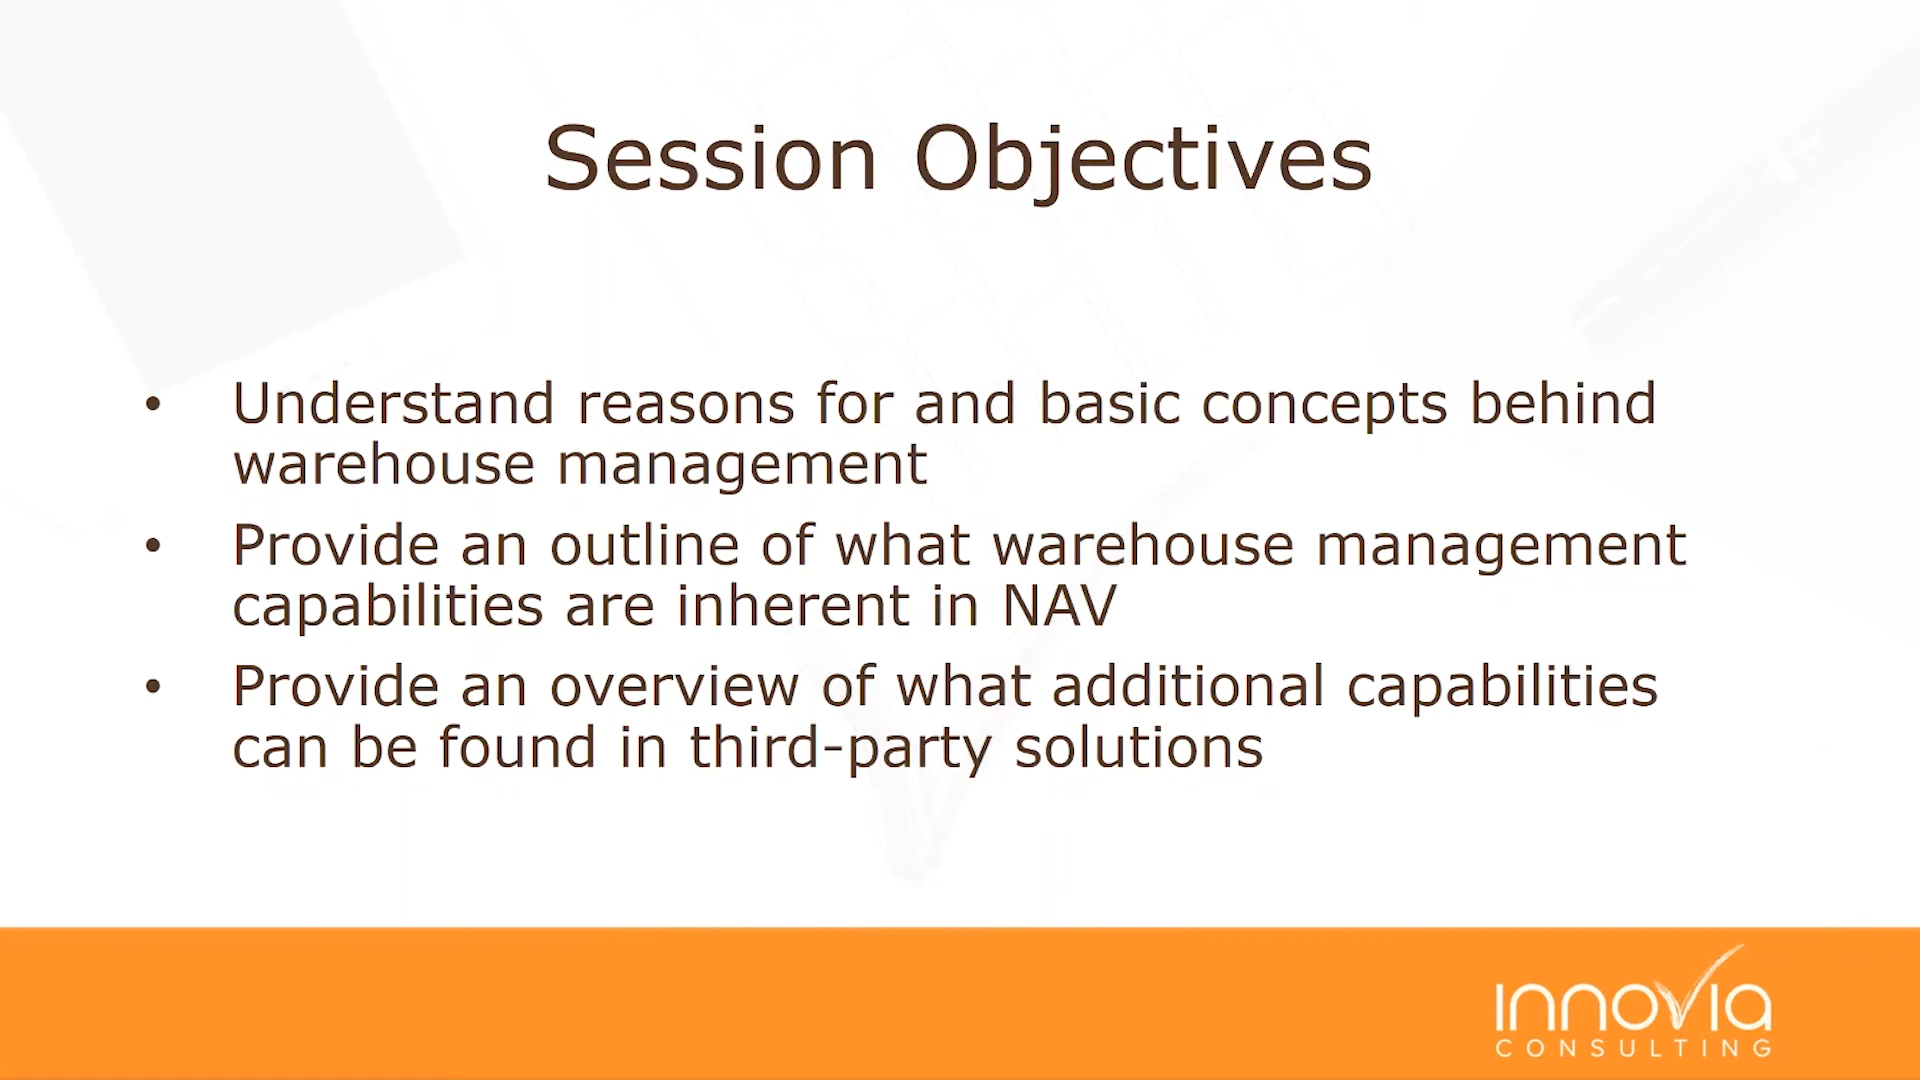 Session Objectives
• Understand reasons for and basic concepts behind
warehouse management
• Provide an outline of what warehouse management
capabilities are inherent in NAV
• Provide an overview of what additional capabilities
can be found in third-party solutions
innovia
CONSULTING